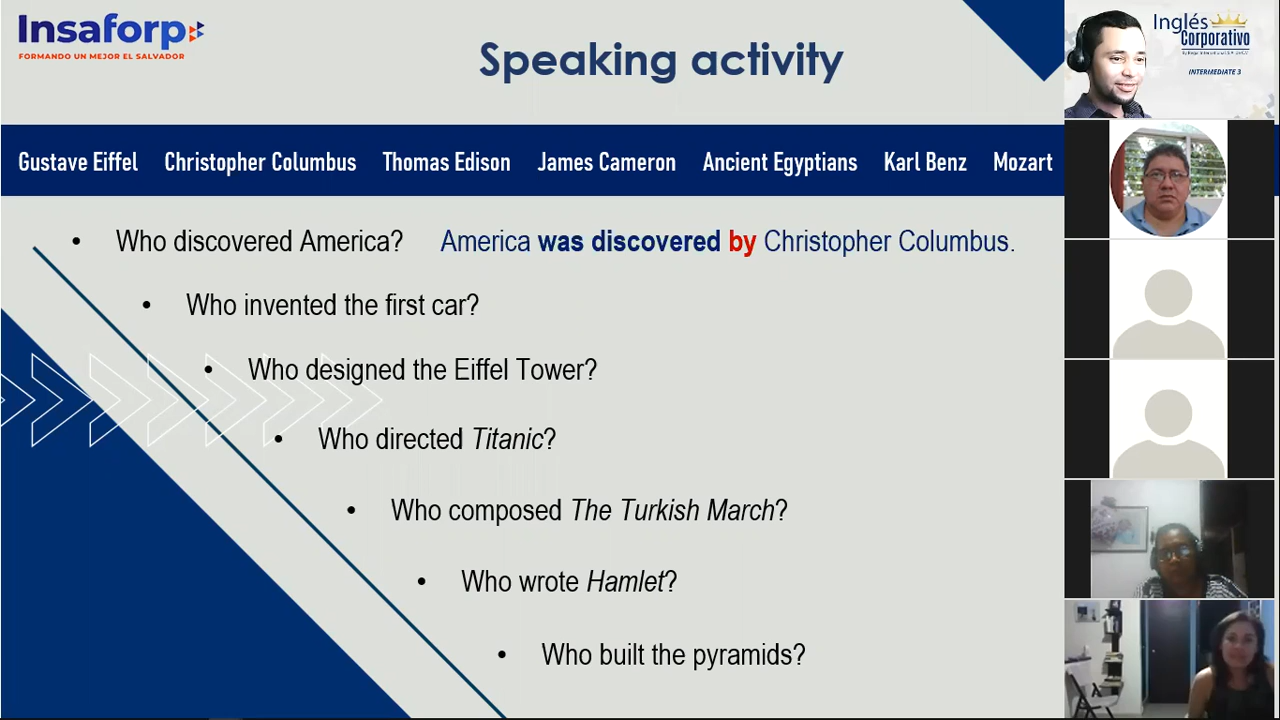 Insaforp
FORMANDO UN MEJOR EL SALVADOR
Speaking activity
Inglés
Corporativo
INTERMEDIATE 3
Gustave Eiffel Christopher Columbus Thomas Edison James Cameron Ancient Egyptians Karl Benz Mozart
• Who discovered America? America was discovered by Christopher Columbus.
• Who invented the first car?
• Who designed the Eiffel Tower?
• Who directed Titanic?
• Who composed The Turkish March?
• Who wrote Hamlet?
• Who built the pyramids?